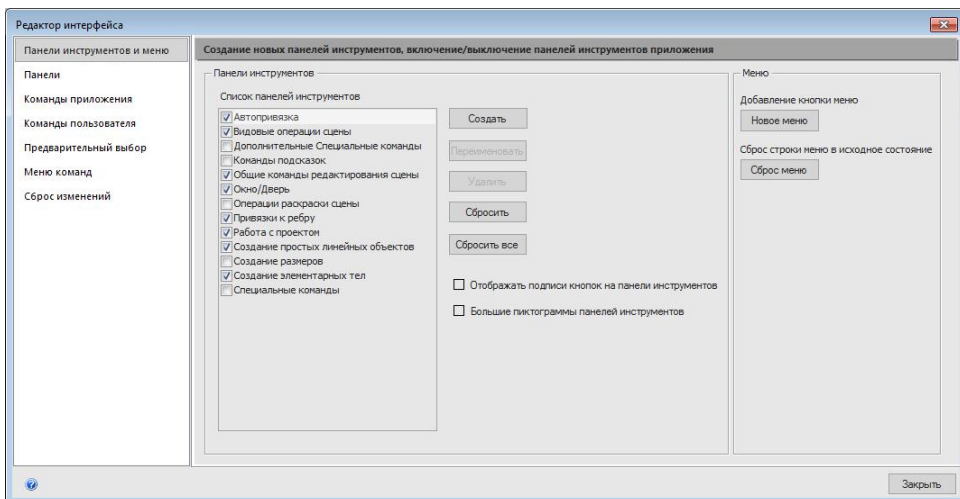 Редактор интерфейса
Панели инструментов и меню
Панели
Команды приложения
Команды пользователя
Предварительный выбор
Меню команд
Сброс изменений
Создание новых панелей инструментов, включение/выключение панелей инструментов приложения
Панели инструментов
Список панелей инструментов
Автопривязка
Видовые операции сцены
Дополнительные Специальные команды
Команды подсказок
Общие команды редактирования сцены
Окно/Дверь
Операции раскраски сцены
Привязки к ребру
Работа с проектом
Создание простых линейных объектов
Создание размеров
Создание элементарных тел
Специальные команды
Создать
Переименовать
Удалить
Сбросить
Сбросить все
Отображать подписи кнопок на панели инструментов
Большие пиктограммы панелей инструментов
Меню
Добавление кнопки меню
Новое меню
Сброс строки меню в исходное состояние
Сброс меню
Закрыть